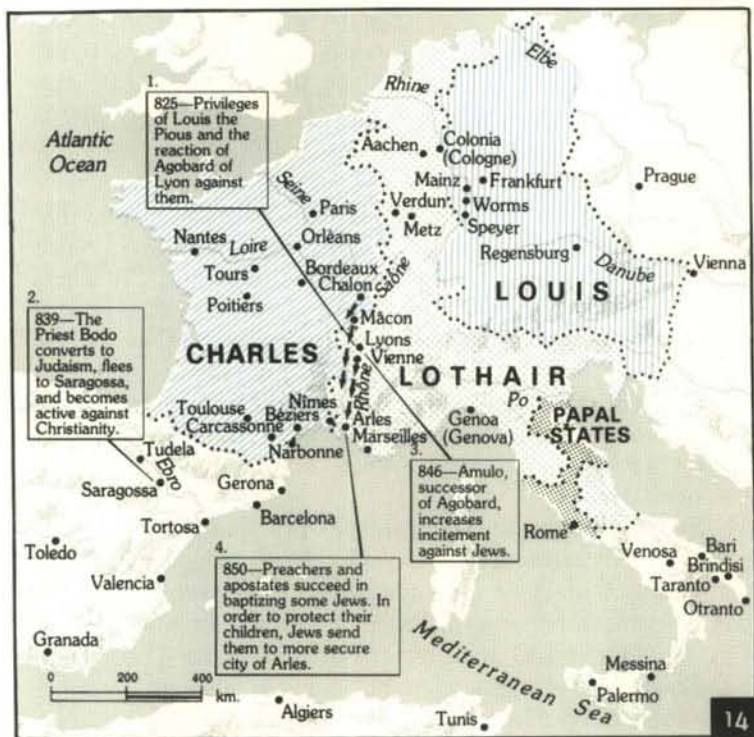 1.
825—Privileges
of Louis the
Pious and the
reaction of
Agobard of
Lyon against
them.
Atlantic
Ocean
Elbe
Rhine
Aachen
Colonia
(Cologne)
Mainz
Frankfurt
Prague
Verdun
Worms
Metz
Speyer
Seine
Paris
Nantes
Loire
Orléans
Regensburg
Danube
Vienna
Tours
Bordeaux
Saône
Chalon
LOUIS
Poitiers
Mâcon
2.
839—The
Priest Bodo
converts to
Judaism, flees
to Saragossa,
and becomes
active against
Christianity.
CHARLES
Lyons
Vienne
LOTHAIR
Rhône
Po
PAPAL
STATES
Toulouse
Nîmes
Carcassonne
Béziers
Arles
Genoa
(Genova)
Marseilles
Narbonne
Tudela
Ebro
3.
846—Amulo,
successor
of Agobard,
increases
incitement
against Jews.
Saragossa
Gerona
Barcelona
Rome
Tortosa
4.
850—Preachers and
apostates succeed in
baptizing some Jews. In
order to protect their
children, Jews send
them to more secure
city of Arles.
Toledo
Venosa
Bari
Brindisi
Taranto
Otranto
Valencia
Granada
Mediterranean Sea
Messina
Palermo
0 200 400
km.
Algiers
Tunis
14